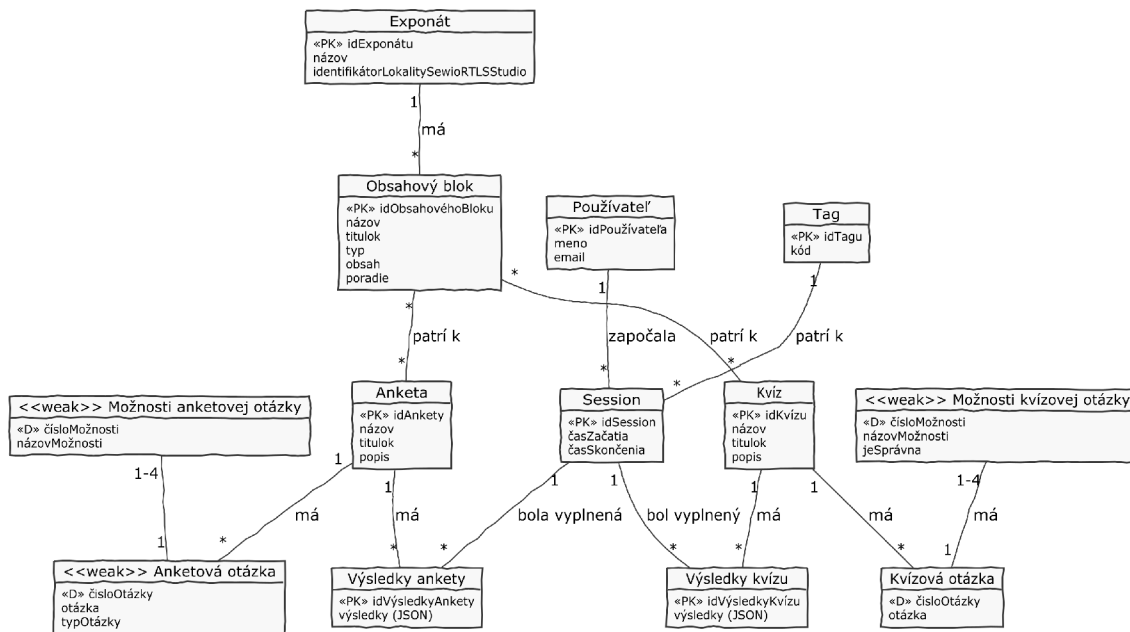 Exponát
«PK» idExponátu
názov
identifikátorLokalitySewioRTLSStudio
1
má
*
Obsahový blok
«PK» idObsahovéhoBloku
názov
titulok
typ
obsah
poradie
Používateľ
«PK» idPoužívateľa
meno
email
Tag
«PK» idTagu
kód
*
1
1
*
patrí k
započala
patrí k
patrí k
*
*
*
*
<<weak>> Možnosti anketovej otázky
«D» čísloMožnosti
názovMožnosti
Anketa
«PK» idAnkety
názov
titulok
popis
Session
«PK» idSession
časZačatia
časSkončenia
Kvíz
«PK» idKvízu
názov
titulok
popis
<<weak>> Možnosti kvízovej otázky
«D» čísloMožnosti
názovMožnosti
jeSprávna
1-4
1
1
1
1
1
1
1-4
má
má
bola vyplnená
bol vyplnený
má
má
má
1
*
*
*
*
*
*
1
<<weak>> Anketová otázka
«D» čisloOtázky
otázka
typOtázky
Výsledky ankety
«PK» idVýsledkyAnkety
výsledky (JSON)
Výsledky kvízu
«PK» idVýsledkyKvízu
výsledky (JSON)
Kvízová otázka
«D» čisloOtázky
otázka